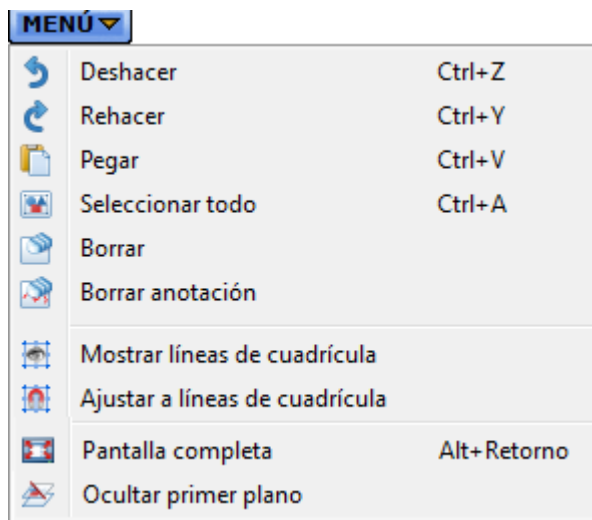 MENÚ
Deshacer Ctrl+Z
Rehacer Ctrl+Y
Pegar Ctrl+V
Seleccionar todo Ctrl+A
Borrar
Borrar anotación
Mostrar líneas de cuadrícula
Ajustar a líneas de cuadrícula
Pantalla completa Alt+Retorno
Ocultar primer plano